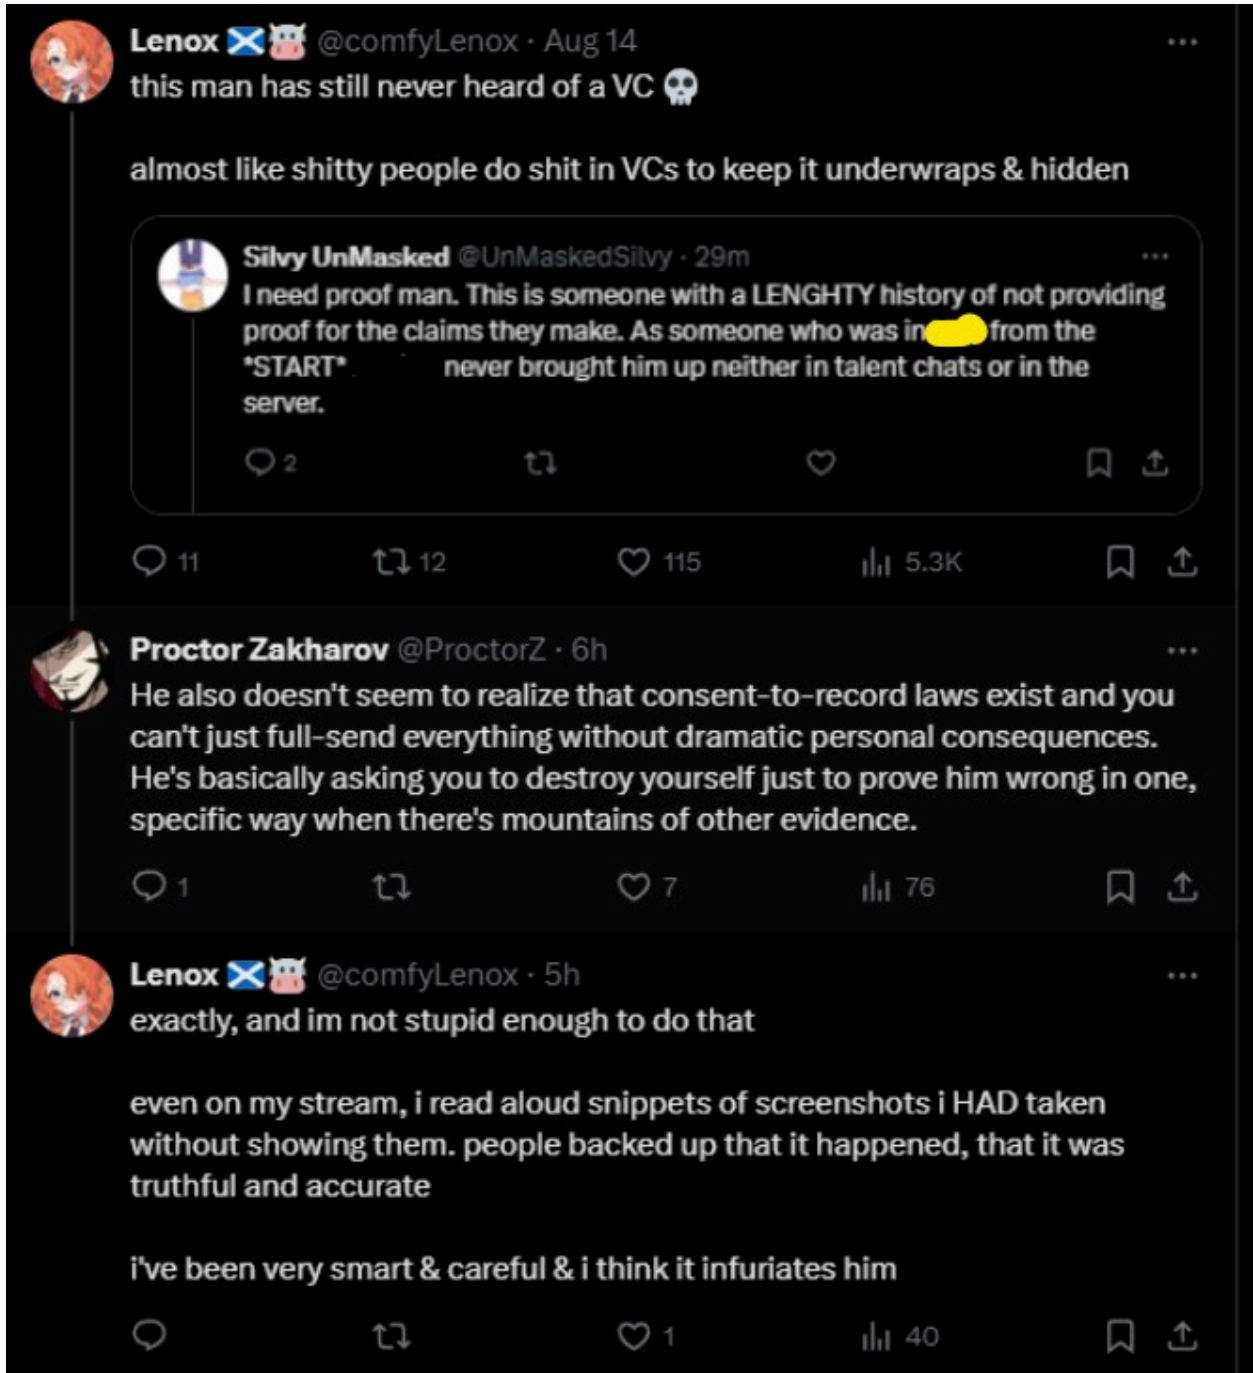 Lenox @comfyLenox · Aug 14
this man has still never heard of a VC
almost like shitty people do shit in VCs to keep it underwraps & hidden
Silvy UnMasked @UnMaskedSilvy · 29m
I need proof man. This is someone with a LENGHTY history of not providing
proof for the claims they make. As someone who was in from the
*START* never brought him up neither in talent chats or in the
server.
2
11 12 115 5.3K
Proctor Zakharov @ProctorZ · 6h
He also doesn't seem to realize that consent-to-record laws exist and you
can't just full-send everything without dramatic personal consequences.
He's basically asking you to destroy yourself just to prove him wrong in one,
specific way when there's mountains of other evidence.
1 7 76
Lenox @comfyLenox · 5h
exactly, and im not stupid enough to do that
even on my stream, i read aloud snippets of screenshots i HAD taken
without showing them. people backed up that it happened, that it was
truthful and accurate
i've been very smart & careful & i think it infuriates him
1 40